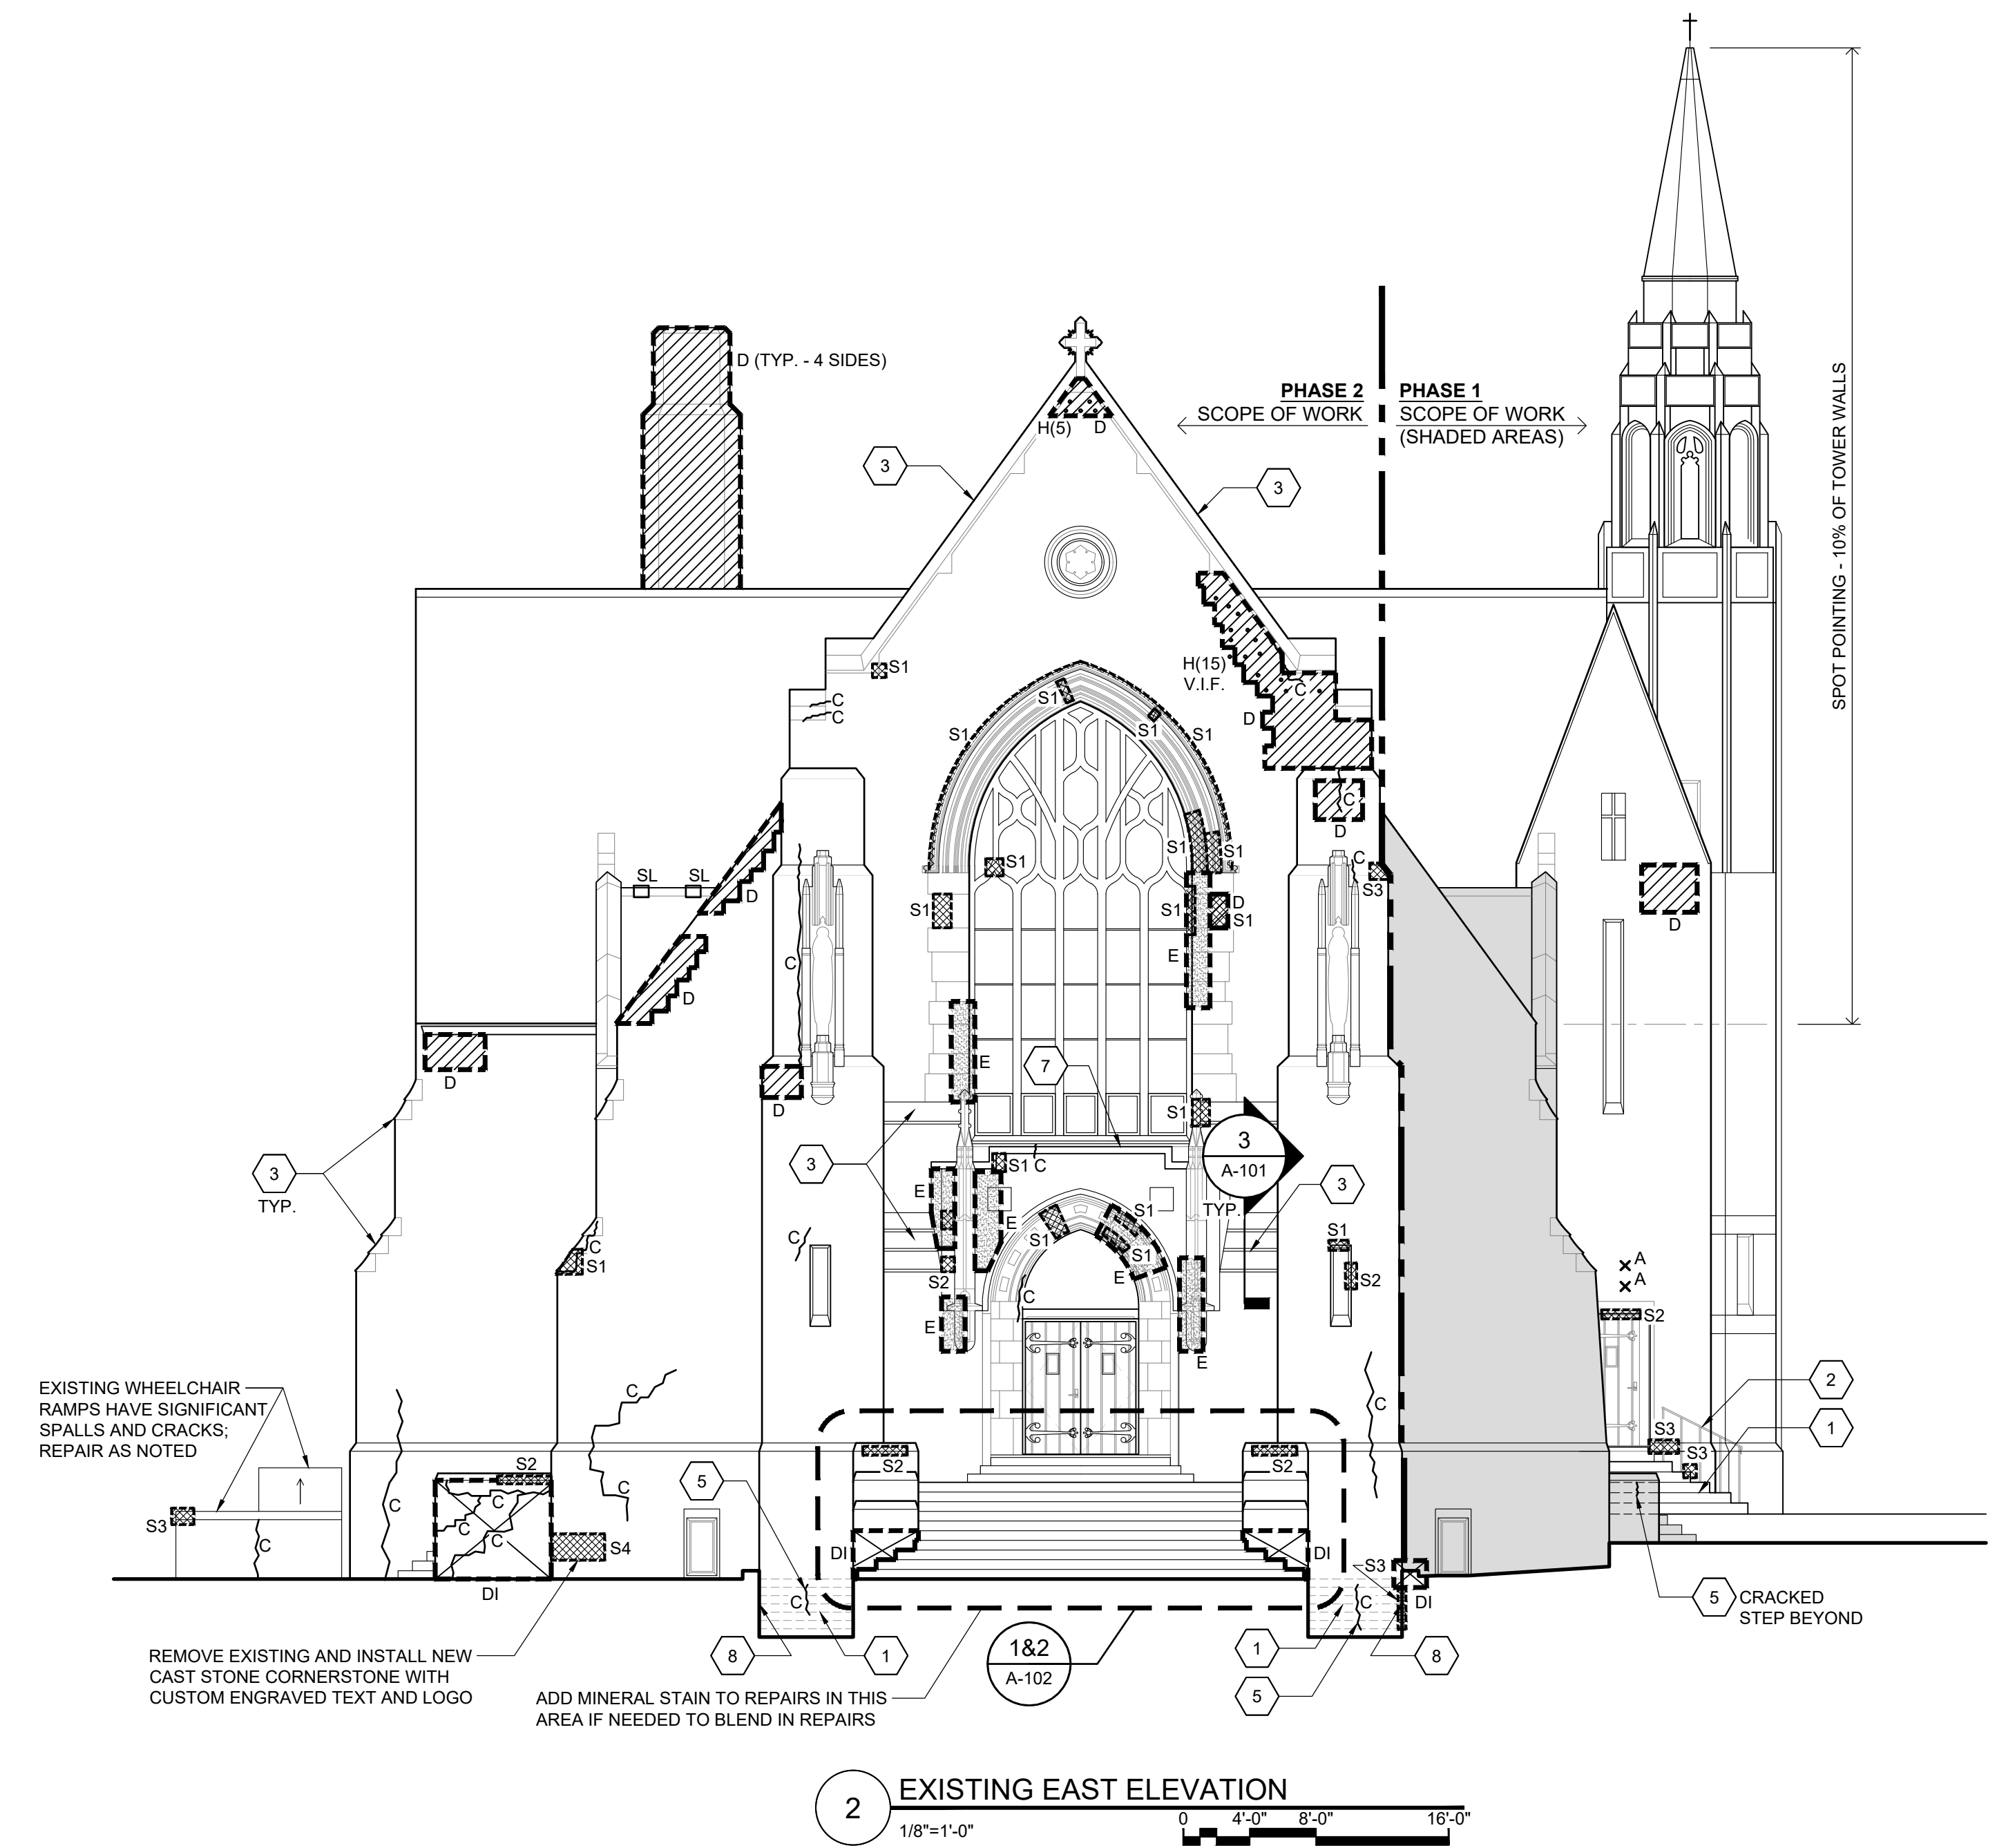 D (TYP. - 4 SIDES)
PHASE 2
SCOPE OF WORK
PHASE 1
SCOPE OF WORK
(SHADED AREAS)
SPOT POINTING - 10% OF TOWER WALLS
H(5)
D
3
3
S1
H(15)
V.I.F.
C
C
C
D
S1
S1
S1
S1
C
D
SL
SL
D
S1
S1
S1
C
S3
D
S1
S1
D
S1
E
C
D
D
D
E
7
S1
3
A-101
TYP.
3
TYP.
3
S1
C
3
E
E
S1
S1
S1
E
C
S1
C
S1
S2
S2
C
E
E
A
A
S2
2
1
S3
S3
EXISTING WHEELCHAIR
RAMPS HAVE SIGNIFICANT
SPALLS AND CRACKS;
REPAIR AS NOTED
C
C
C
C
S2
S2
S2
5
C
C
C
C
S3
C
S4
DI
DI
DI
S3
DI
C
C
5
CRACKED
STEP BEYOND
8
1
1&2
A-102
1
5
8
REMOVE EXISTING AND INSTALL NEW
CAST STONE CORNERSTONE WITH
CUSTOM ENGRAVED TEXT AND LOGO
ADD MINERAL STAIN TO REPAIRS IN THIS
AREA IF NEEDED TO BLEND IN REPAIRS
2
EXISTING EAST ELEVATION
1/8"=1'-0"
0 4'-0" 8'-0" 16'-0"